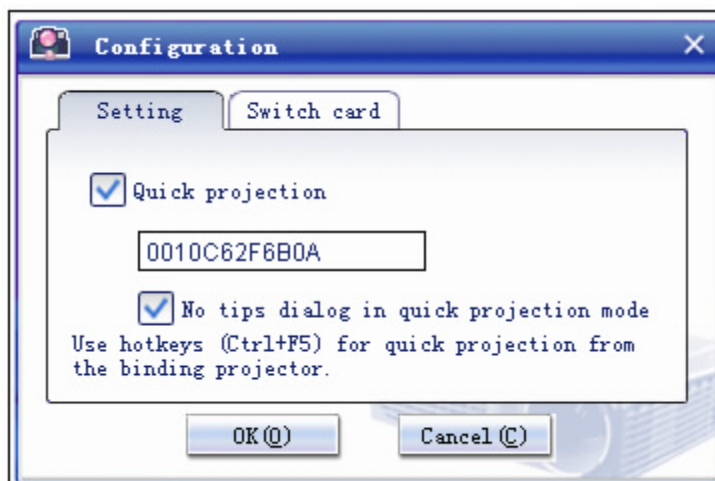 Configuration
Setting
Switch card
Quick projection
0010C62F6B0A
No tips dialog in quick projection mode
Use hotkeys (Ctrl+F5) for quick projection from
the binding projector.
OK(O)
Cancel(C)